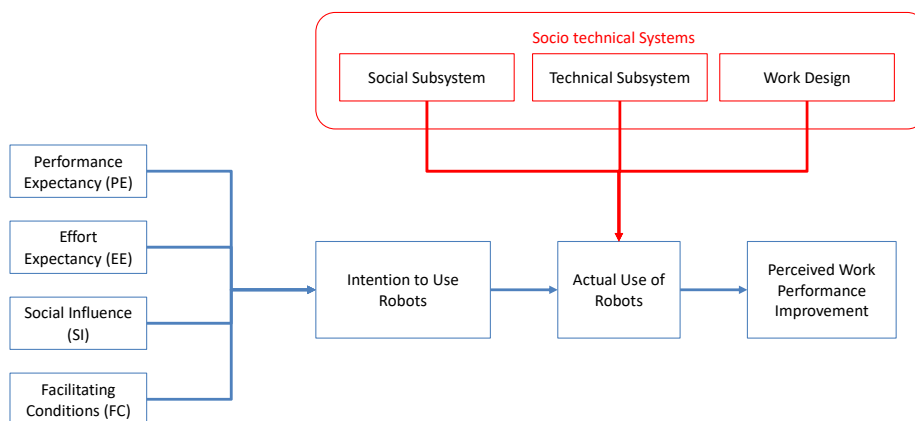 Socio technical Systems
Social Subsystem
Technical Subsystem
Work Design
Performance
Expectancy (PE)
Effort
Expectancy (EE)
Social Influence
(SI)
Facilitating
Conditions (FC)
Intention to Use
Robots
Actual Use of
Robots
Perceived Work
Performance
Improvement